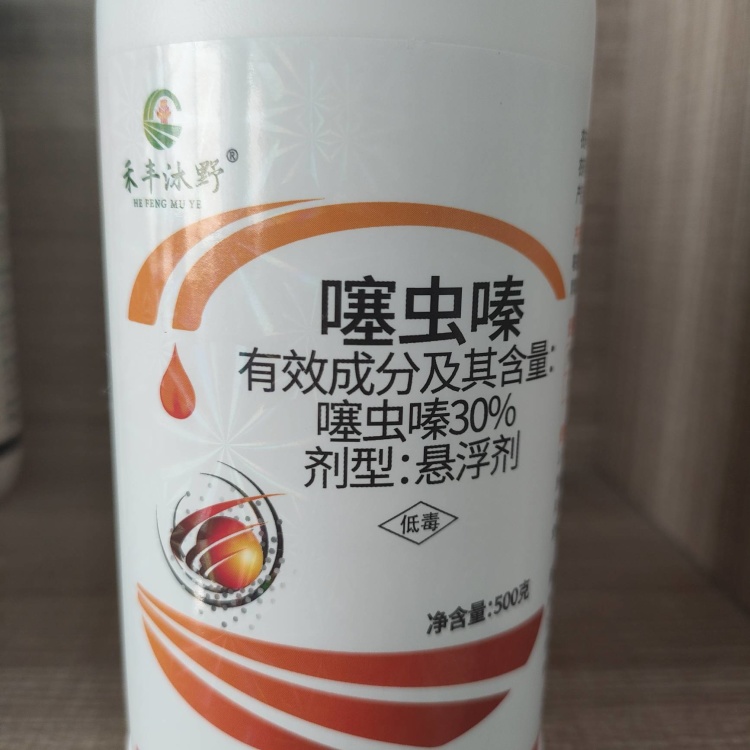 禾丰沐野®
HE FENG MU YE
噻虫嗪
有效成分及其含量:
噻虫嗪30%
剂型:悬浮剂
低毒
净含量:500克